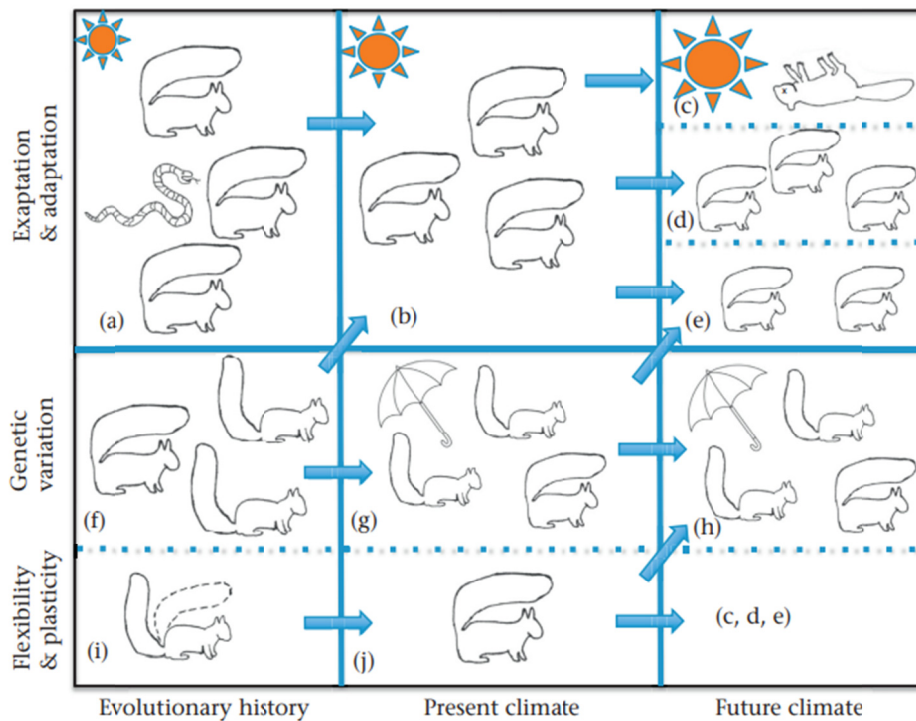 Exaptation
& adaptation
(a)
(b)
(c)
(d)
(e)
Genetic
variation
(f)
(g)
(h)
Flexibility
& plasticity
(i)
(j)
(c, d, e)
Evolutionary history
Present climate
Future climate